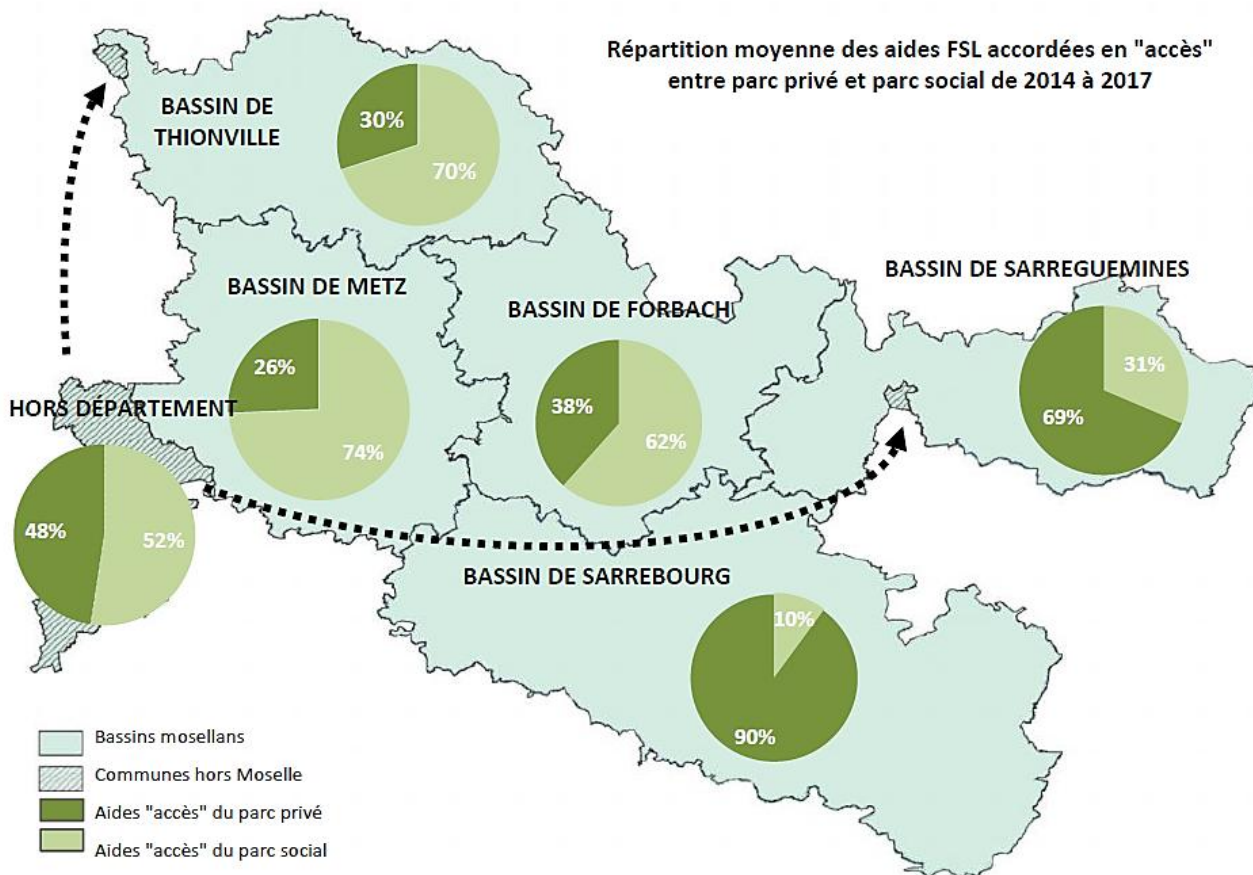 Répartition moyenne des aides FSL accordées en "accès"
entre parc privé et parc social de 2014 à 2017
BASSIN DE
THIONVILLE
30%
70%
BASSIN DE METZ
26%
74%
BASSIN DE FORBACH
38%
62%
BASSIN DE SARREGUEMINES
31%
69%
HORS DÉPARTEMENT
48%
52%
BASSIN DE SARREBOURG
10%
90%
Bassins mosellans
Communes hors Moselle
Aides "accès" du parc privé
Aides "accès" du parc social